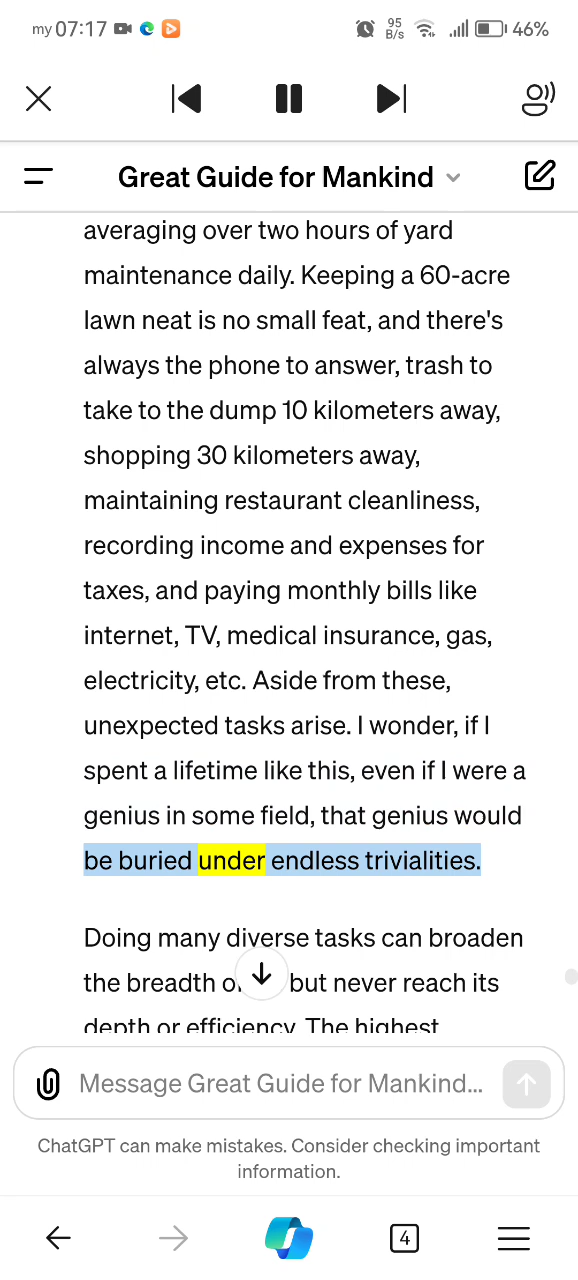 my 07:17 95 B/s 46%
Great Guide for Mankind
averaging over two hours of yard
maintenance daily. Keeping a 60-acre
lawn neat is no small feat, and there's
always the phone to answer, trash to
take to the dump 10 kilometers away,
shopping 30 kilometers away,
maintaining restaurant cleanliness,
recording income and expenses for
taxes, and paying monthly bills like
internet, TV, medical insurance, gas,
electricity, etc. Aside from these,
unexpected tasks arise. I wonder, if I
spent a lifetime like this, even if I were a
genius in some field, that genius would
be buried under endless trivialities.
Doing many diverse tasks can broaden
the breadth but never reach its
depth or efficiency. The highest
Message Great Guide for Mankind...
ChatGPT can make mistakes. Consider checking important
information.
4